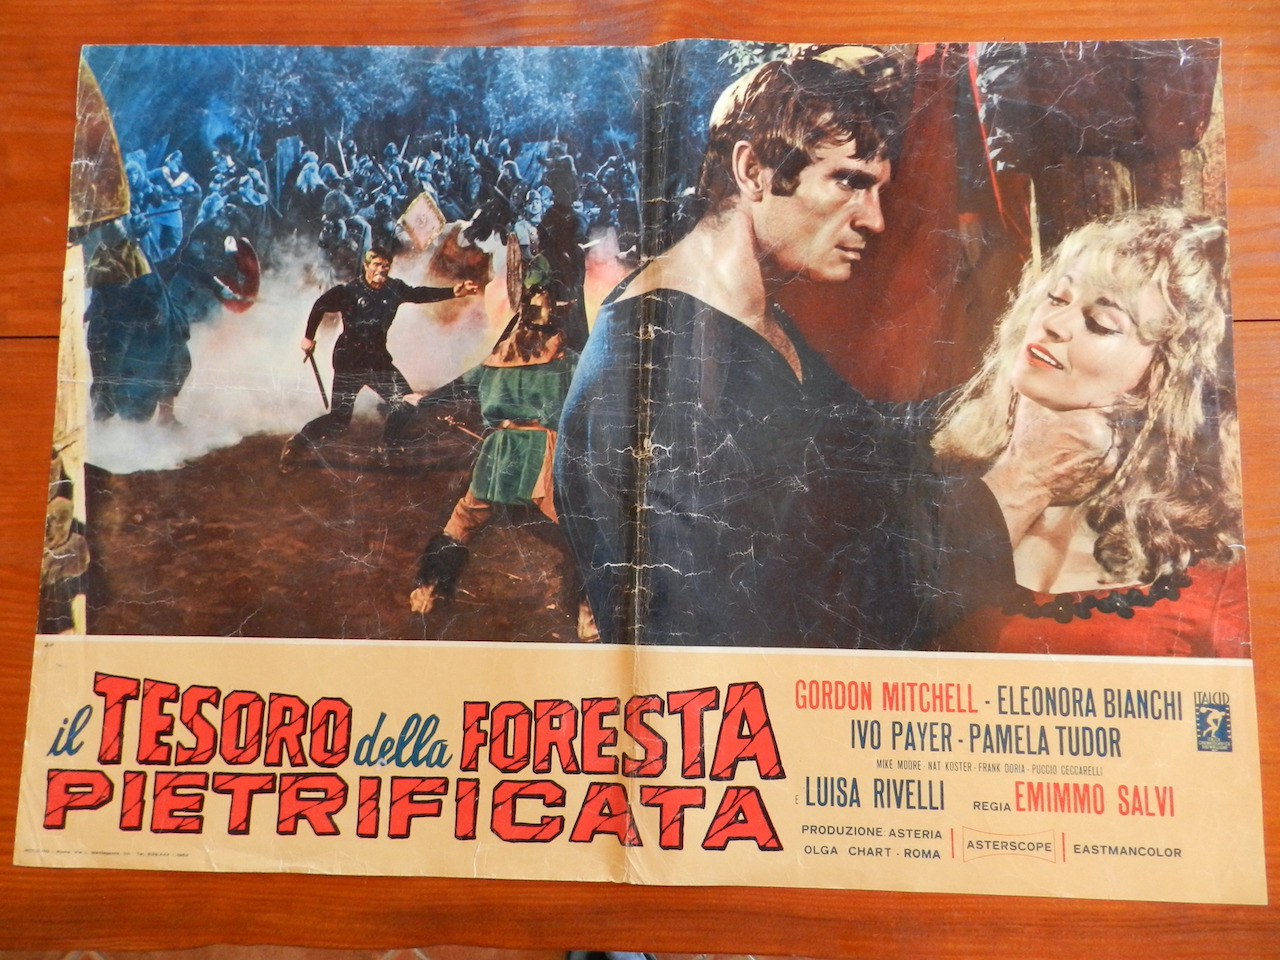 il TESORO della FORESTA
PIETRIFICATA
GORDON MITCHELL - ELEONORA BIANCHI
IVO PAYER - PAMELA TUDOR
MIKE MOORE - NAT KOSTER - FRANK DORIA - PUCCIO CECCARELLI
E LUISA RIVELLI REGIA EMIMMO SALVI
PRODUZIONE: ASTERIA
OLGA CHART - ROMA
ASTERSCOPE
EASTMANCOLOR
ITALCID